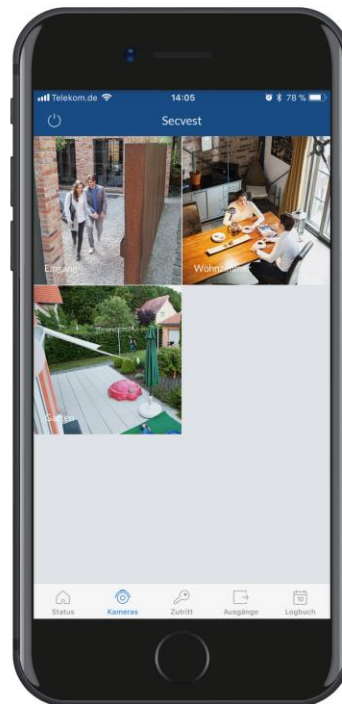 Telekom.de 14:05 78 %
Secvest
Eingang Wohnzimmer
Garten
Status Kameras Zutritt Ausgänge Logbuch
10